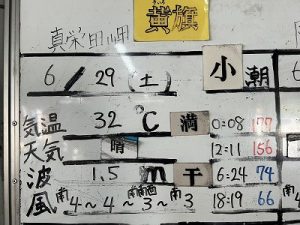 黄旗
真栄田岬
6/29(土) 小潮
気温 32℃ 満 0:08 177
天気 晴 12:11 156
波 1.5m 干 6:24 74
風 南4~南4~南西3~南3 18:19 66